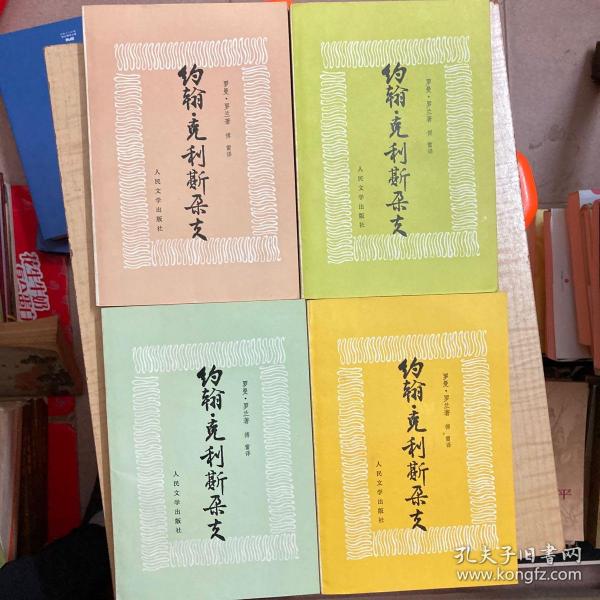 约翰·克利斯朵夫
罗曼·罗兰著
傅雷译
人民文学出版社
约翰·克利斯朵夫
罗曼·罗兰著
傅雷译
人民文学出版社
约翰·克利斯朵夫
罗曼·罗兰著
傅雷译
人民文学出版社
约翰·克利斯朵夫
罗曼·罗兰著
傅雷译
人民文学出版社
平
孔夫子旧书网
www.kongfz.com